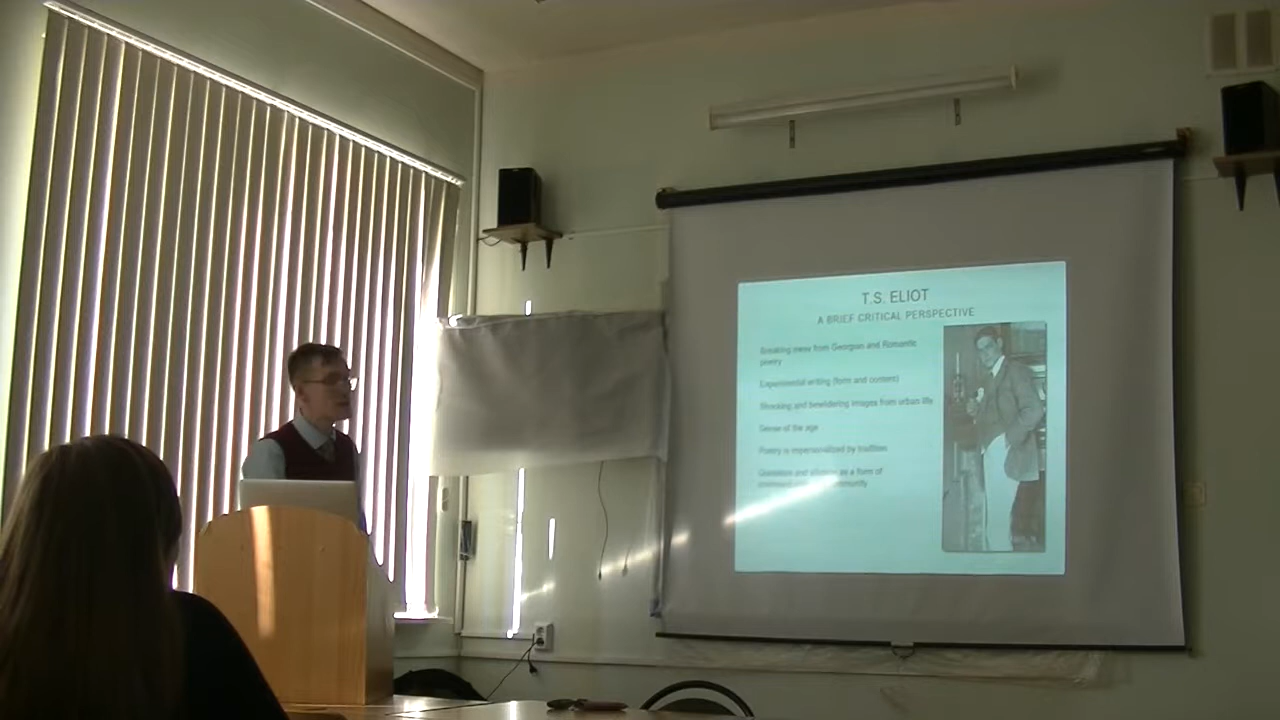 T.S. ELIOT
A BRIEF CRITICAL PERSPECTIVE
Breaking away from Georgian and Romantic
poetry
Experimental writing (form and content)
Shocking and bewildering images from urban life
Sense of the age
Poetry is impersonalized by tradition
Quotation and allusion as a form of